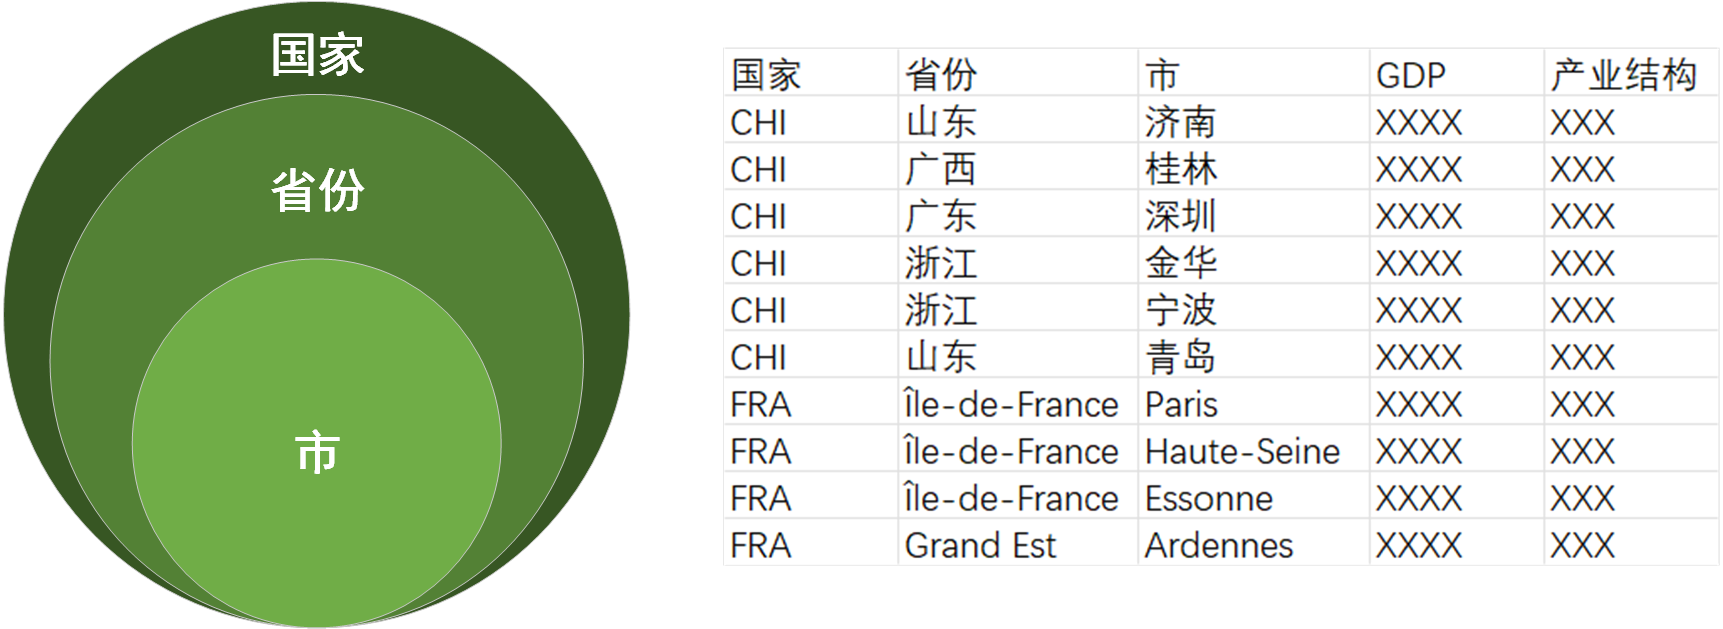 国家
省份
市
国家 省份 市 GDP 产业结构
CHI 山东 济南 XXXX XXX
CHI 广西 桂林 XXXX XXX
CHI 广东 深圳 XXXX XXX
CHI 浙江 金华 XXXX XXX
CHI 浙江 宁波 XXXX XXX
CHI 山东 青岛 XXXX XXX
FRA Île-de-France Paris XXXX XXX
FRA Île-de-France Haute-Seine XXXX XXX
FRA Île-de-France Essonne XXXX XXX
FRA Grand Est Ardennes XXXX XXX